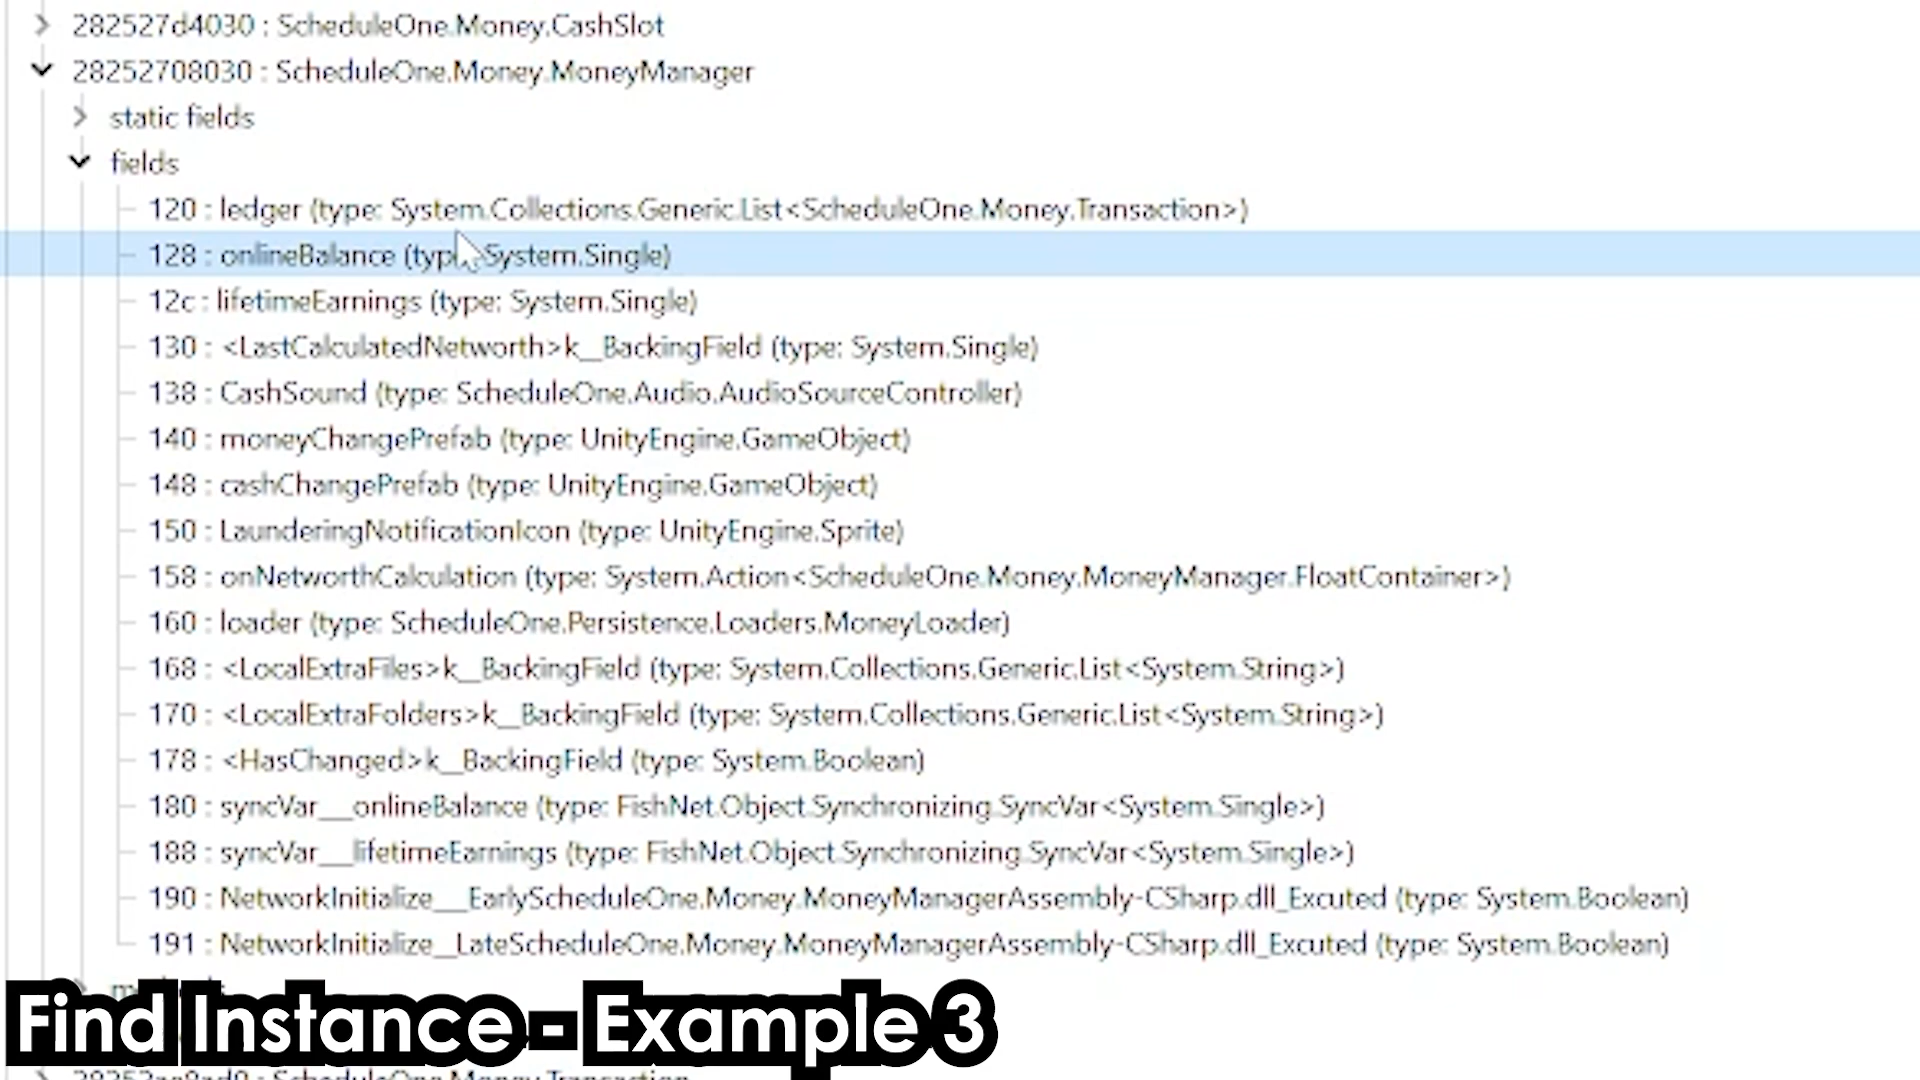 282527d4030 : ScheduleOne.Money.CashSlot
28252708030 : ScheduleOne.Money.MoneyManager
static fields
fields
120 : ledger (type: System.Collections.Generic.List<ScheduleOne.Money.Transaction>)
128 : onlineBalance (type: System.Single)
12c : lifetimeEarnings (type: System.Single)
130 : <LastCalculatedNetworth>k__BackingField (type: System.Single)
138 : CashSound (type: ScheduleOne.Audio.AudioSourceController)
140 : moneyChangePrefab (type: UnityEngine.GameObject)
148 : cashChangePrefab (type: UnityEngine.GameObject)
150 : LaunderingNotificationIcon (type: UnityEngine.Sprite)
158 : onNetworthCalculation (type: System.Action<ScheduleOne.Money.MoneyManager.FloatContainer>)
160 : loader (type: ScheduleOne.Persistence.Loaders.MoneyLoader)
168 : <LocalExtraFiles>k__BackingField (type: System.Collections.Generic.List<System.String>)
170 : <LocalExtraFolders>k__BackingField (type: System.Collections.Generic.List<System.String>)
178 : <HasChanged>k__BackingField (type: System.Boolean)
180 : syncVar___onlineBalance (type: FishNet.Object.Synchronizing.SyncVar<System.Single>)
188 : syncVar___lifetimeEarnings (type: FishNet.Object.Synchronizing.SyncVar<System.Single>)
190 : NetworkInitialize___EarlyScheduleOne.Money.MoneyManagerAssembly-CSharp.dll_Excuted (type: System.Boolean)
191 : NetworkInitialize__LateScheduleOne.Money.MoneyManagerAssembly-CSharp.dll_Excuted (type: System.Boolean)
Find Instance - Example 3
: ScheduleOne.Money.Transaction